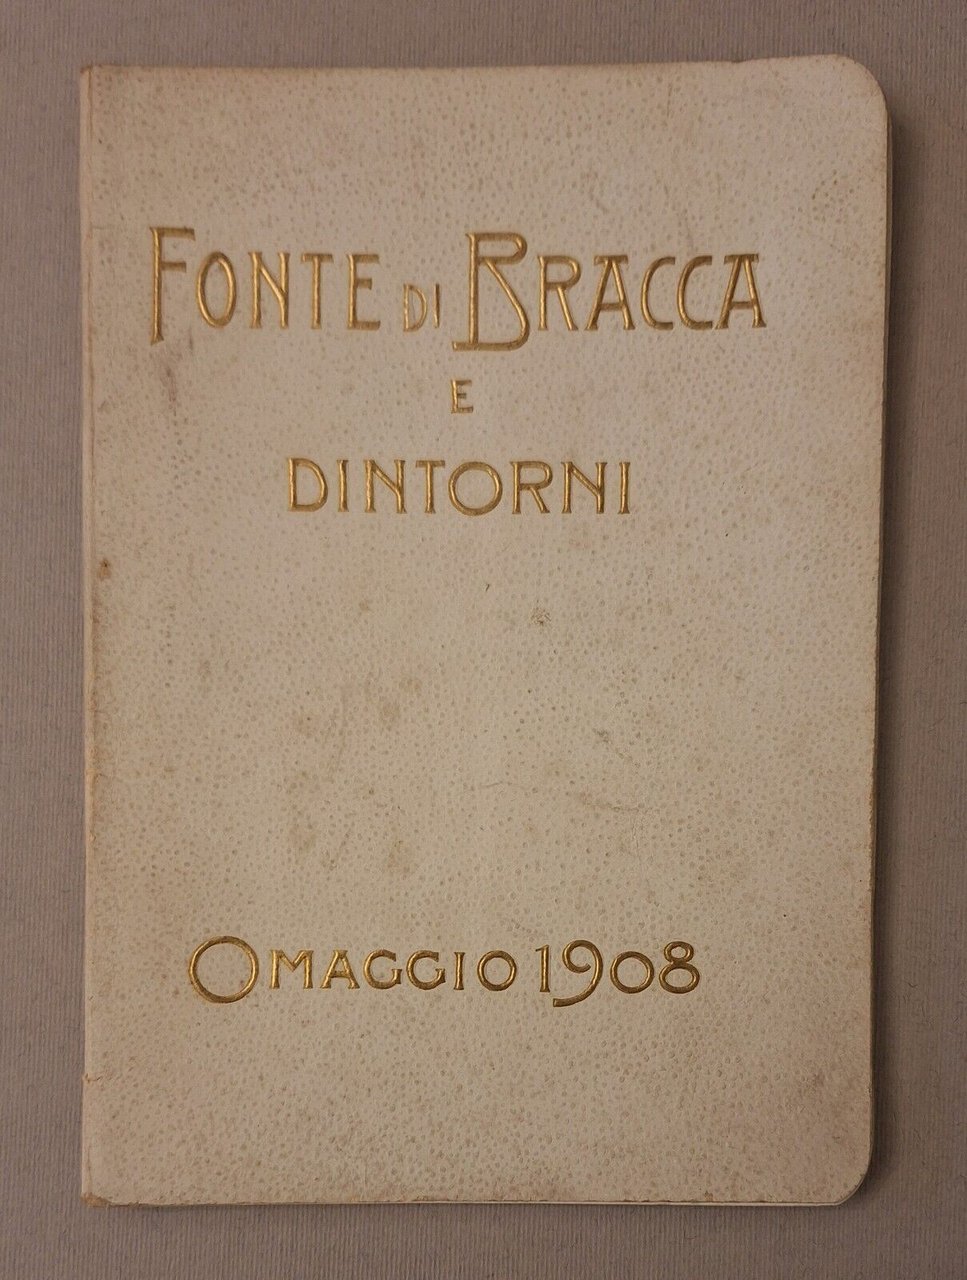 FONTE DI BRACCA
E
DINTORNI
OMAGGIO 1908